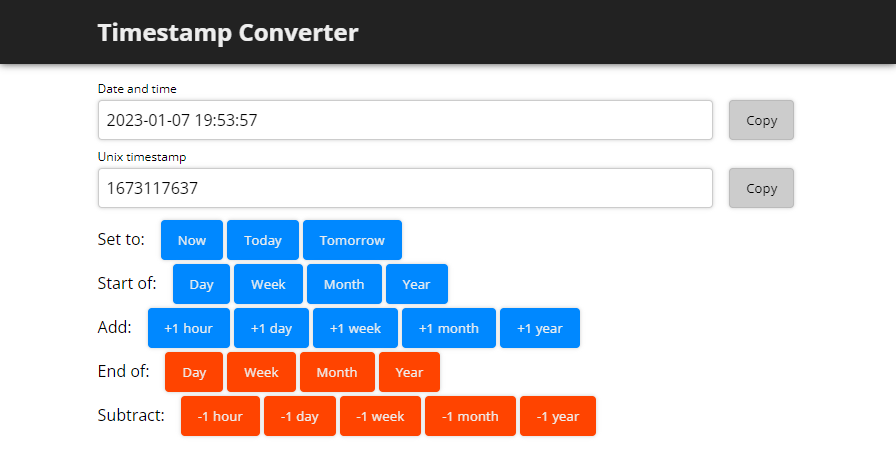 Timestamp Converter
Date and time
2023-01-07 19:53:57 Copy
Unix timestamp
1673117637 Copy
Set to: Now Today Tomorrow
Start of: Day Week Month Year
Add: +1 hour +1 day +1 week +1 month +1 year
End of: Day Week Month Year
Subtract: -1 hour -1 day -1 week -1 month -1 year